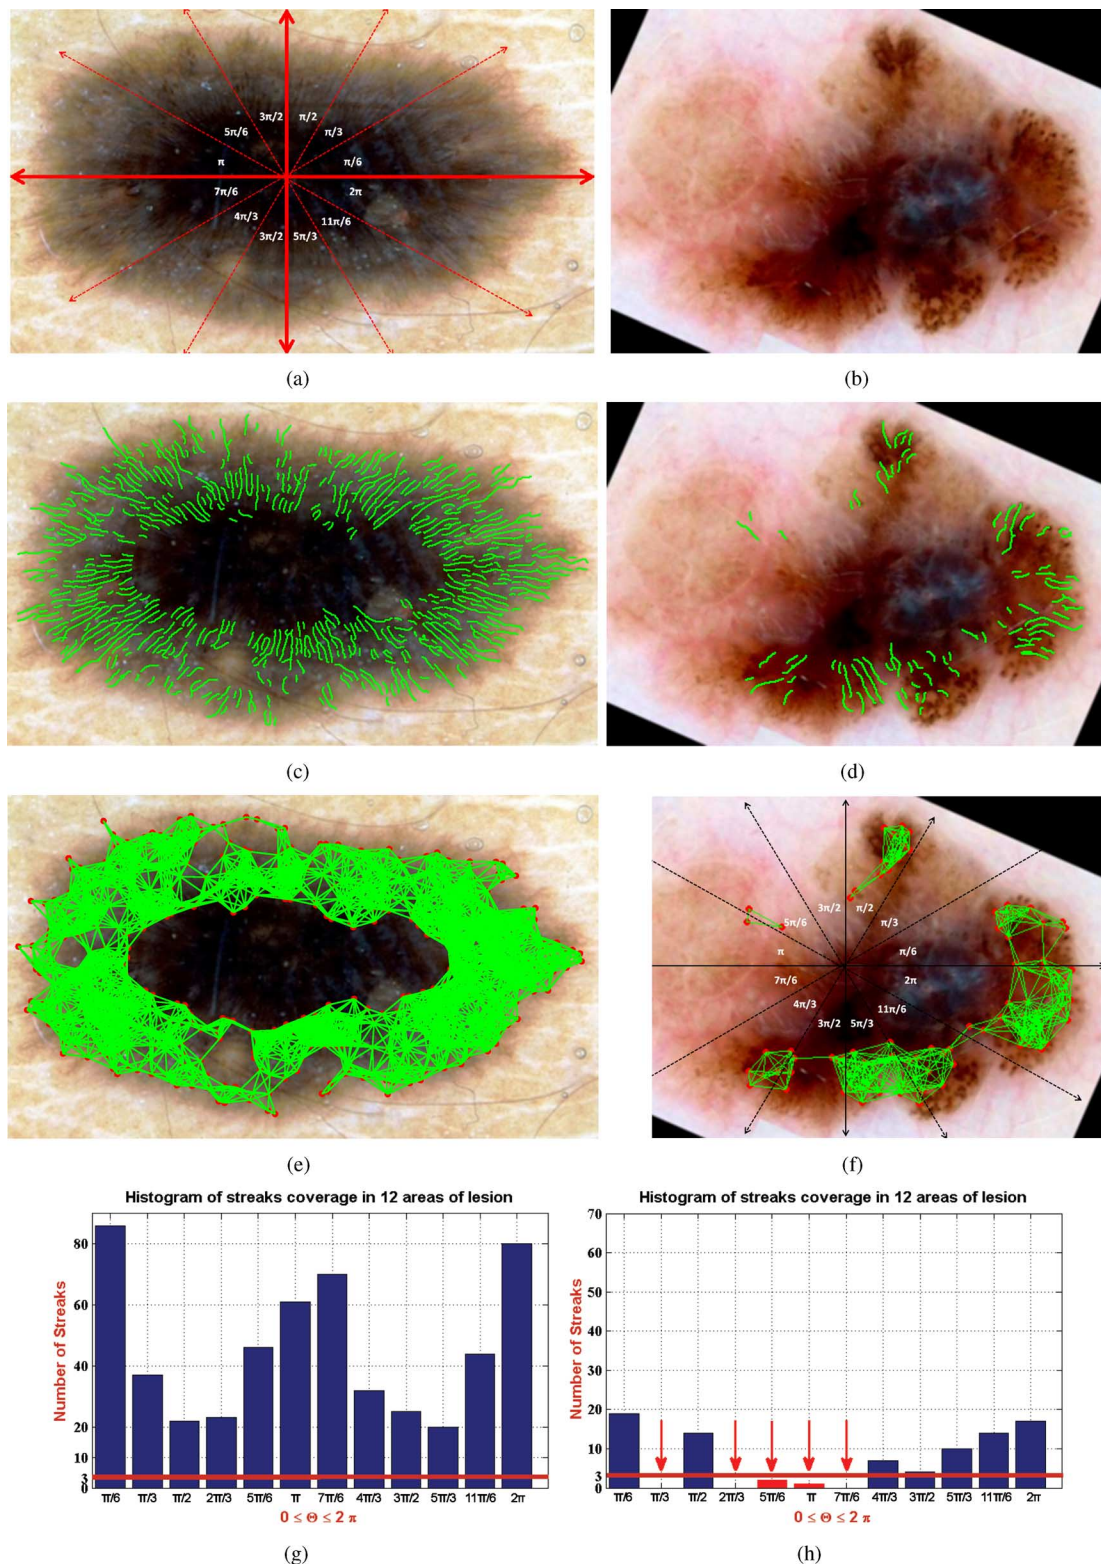 3π/2 π/2
5π/6 π/3
π π/6
7π/6 2π
4π/3 11π/6
3π/2 5π/3
(a) (b)
(c) (d)
3π/2 π/2
5π/6 π/3
π π/6
7π/6 2π
4π/3 11π/6
3π/2 5π/3
(e) (f)
Histogram of streaks coverage in 12 areas of lesion
Number of Streaks
80
60
40
20
10
3
0
π/6 π/3 π/2 2π/3 5π/6 π 7π/6 4π/3 3π/2 5π/3 11π/6 2π
0 ≤ Θ ≤ 2 π
(g)
Histogram of streaks coverage in 12 areas of lesion
Number of Streaks
70
60
50
40
30
20
10
3
0
π/6 π/3 π/2 2π/3 5π/6 π 7π/6 4π/3 3π/2 5π/3 11π/6 2π
0 ≤ Θ ≤ 2 π
(h)